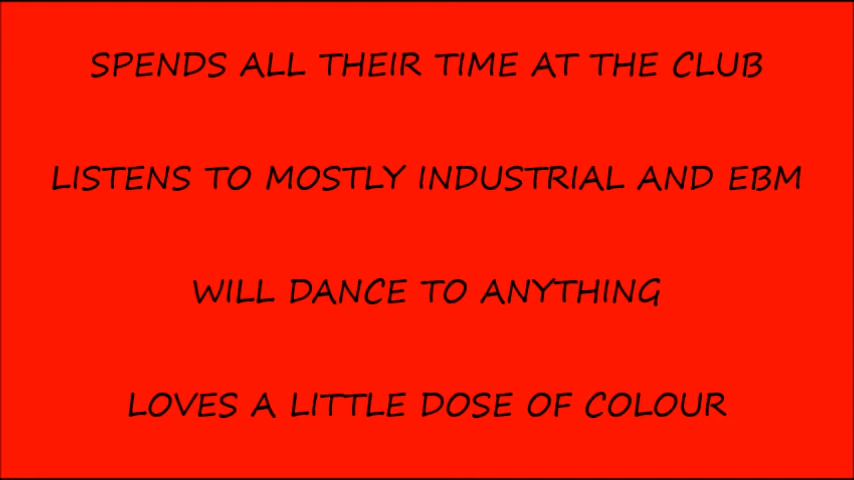 SPENDS ALL THEIR TIME AT THE CLUB
LISTENS TO MOSTLY INDUSTRIAL AND EBM
WILL DANCE TO ANYTHING
LOVES A LITTLE DOSE OF COLOUR